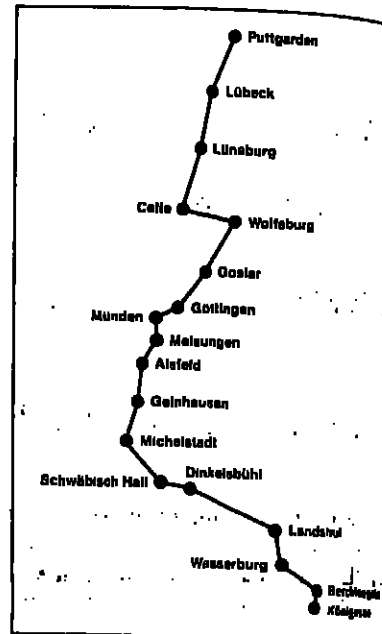 Puttgarden
Lübeck
Lüneburg
Celle
Wolfsburg
Goslar
Göttingen
Münden
Melsungen
Alsfeld
Gelnhausen
Michelstadt
Schwäbisch Hall
Dinkelsbühl
Landshut
Wasserburg